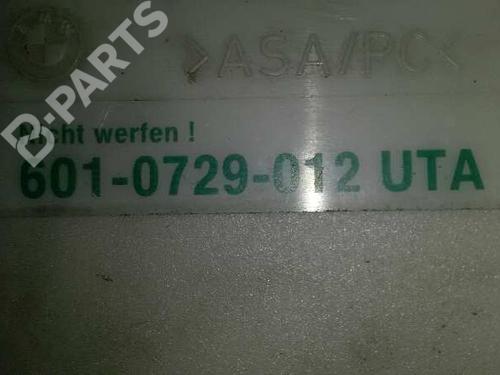 B-PARTS
>ASA/PC<
Nicht werfen !
601-0729-012 UTA